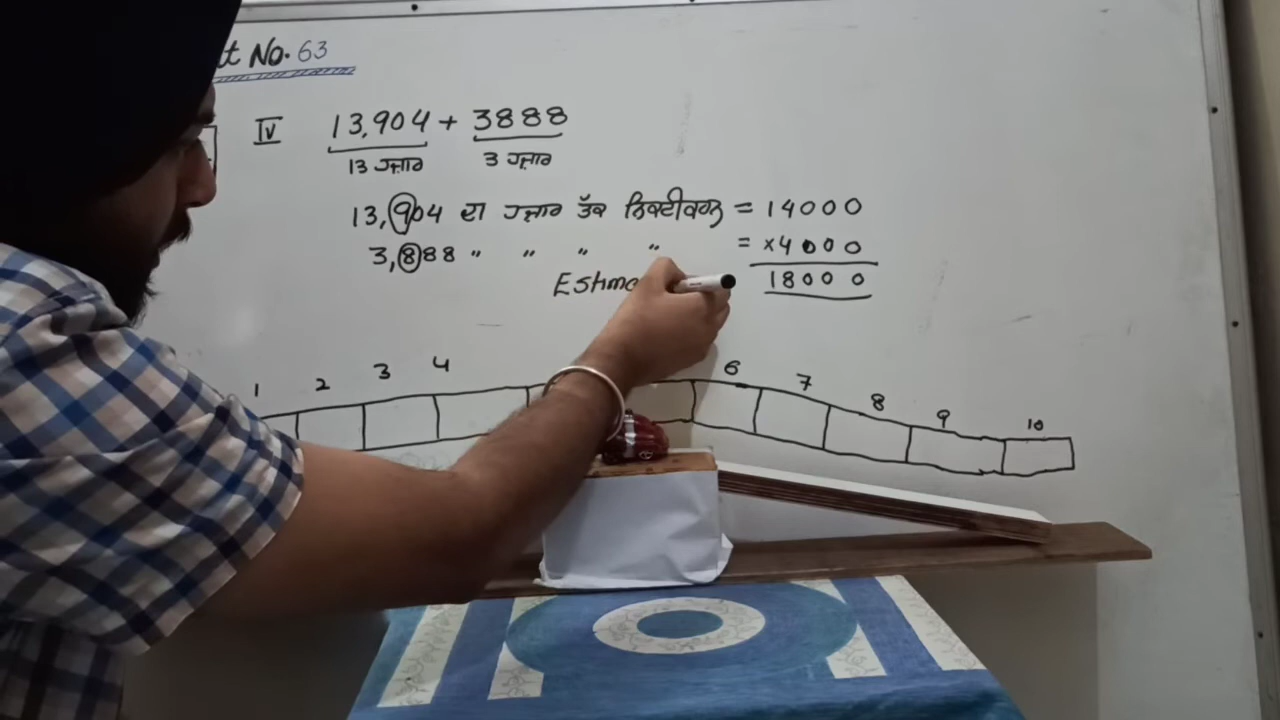 t No. 63
IV 13,904 + 3888
13 ਹਜ਼ਾਰ 3 ਹਜ਼ਾਰ
13,904 ਦਾ ਹਜ਼ਾਰ ਤੱਕ ਨਿਕਟੀਕਰਨ = 14000
3,888 " " " " = ×4000
Estma 18000
1 2 3 4 6 7 8 9 10